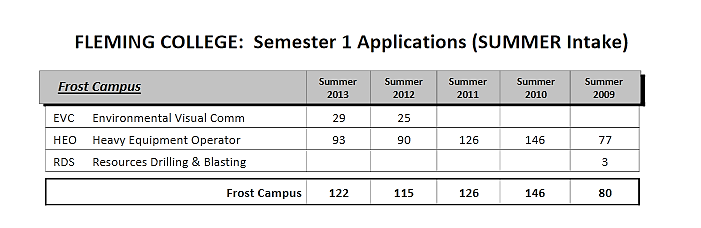 FLEMING COLLEGE: Semester 1 Applications (SUMMER Intake)
Frost Campus Summer 2013 Summer 2012 Summer 2011 Summer 2010 Summer 2009
EVC Environmental Visual Comm 29 25
HEO Heavy Equipment Operator 93 90 126 146 77
RDS Resources Drilling & Blasting 3
Frost Campus 122 115 126 146 80